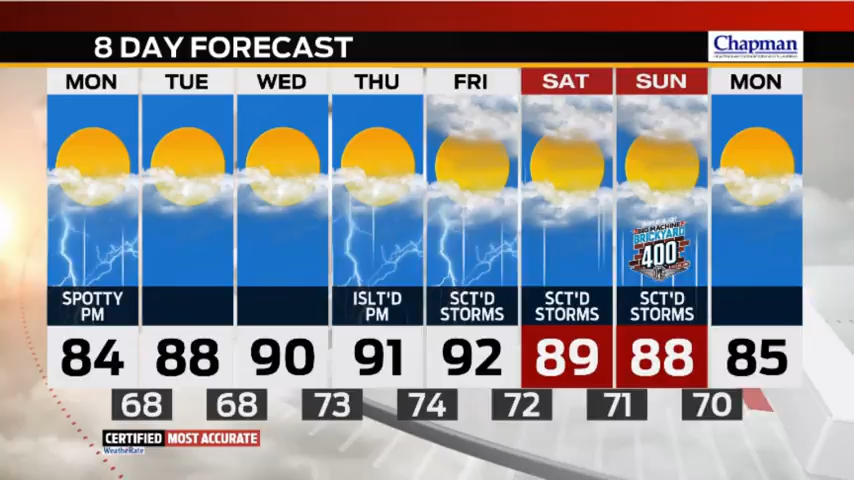 8 DAY FORECAST
Chapman
MON TUE WED THU FRI SAT SUN MON
BIG MACHINE
BRICKYARD
400
SPOTTY
PM
ISLT'D
PM
SCT'D
STORMS
SCT'D
STORMS
SCT'D
STORMS
84 88 90 91 92 89 88 85
68 68 73 74 72 71 70
CERTIFIED MOST ACCURATE
WeatheRate